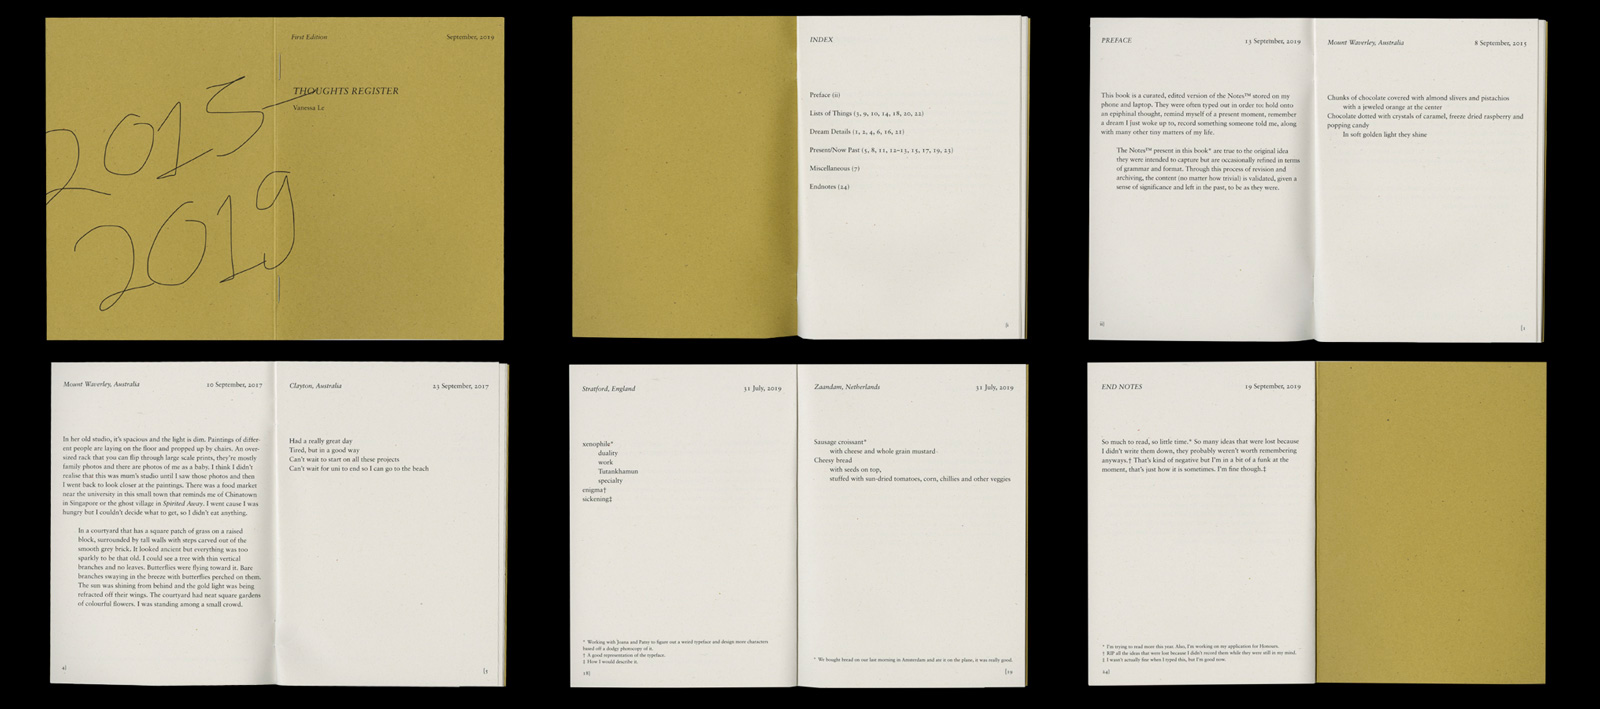 2015
2019
First Edition
September, 2019
THOUGHTS REGISTER
Vanessa Le
INDEX
Preface (ii)
Lists of Things (3, 9, 10, 14, 18, 20, 22)
Dream Details (1, 2, 4, 6, 16, 21)
Present/Now Past (5, 8, 11, 12–13, 15, 17, 19, 23)
Miscellaneous (7)
Endnotes (24)
PREFACE
13 September, 2019
This book is a curated, edited version of the Notes™ stored on my
phone and laptop. They were often typed out in order to: hold onto
an epiphinal thought, remind myself of a present moment, remember
a dream I just woke up to, record something someone told me, along
with many other tiny matters of my life.
The Notes™ present in this book* are true to the original idea
they were intended to capture but are occasionally refined in terms
of grammar and format. Through this process of revision and
archiving, the content (no matter how trivial) is validated, given a
sense of significance and left in the past, to be as they were.
ii)
Mount Waverley, Australia
8 September, 2015
Chunks of chocolate covered with almond slivers and pistachios
with a jeweled orange at the center
Chocolate dotted with crystals of caramel, freeze dried raspberry and
popping candy
In soft golden light they shine
(1
Mount Waverley, Australia
10 September, 2017
In her old studio, it's spacious and the light is dim. Paintings of differ-
ent people are laying on the floor and propped up by chairs. An over-
sized rack that you can flip through large scale prints, they're mostly
family photos and there are photos of me as a baby. I think I didn't
realise that this was mum's studio until I saw those photos and then
I went back to look closer at the paintings. There was a food market
near the university in this small town that reminds me of Chinatown
in Singapore or the ghost village in Spirited Away. I went cause I was
hungry but I couldn't decide what to get, so I didn't eat anything.
In a courtyard that has a square patch of grass on a raised
block, surrounded by tall walls with steps carved out of the
smooth grey brick. It looked ancient but everything was too
sparkly to be that old. I could see a tree with thin vertical
branches and no leaves. Butterflies were flying toward it. Bare
branches swaying in the breeze with butterflies perched on them.
The sun was shining from behind and the gold light was being
refracted off their wings. The courtyard had neat square gardens
of colourful flowers. I was standing among a small crowd.
4)
Clayton, Australia
23 September, 2017
Had a really great day
Tired, but in a good way
Can't wait to start on all these projects
Can't wait for uni to end so I can go to the beach
(5
Stratford, England
31 July, 2019
xenophile*
duality
work
Tutankhamun
specialty
enigma†
sickening‡
* Working with Joana and Patsy to figure out a weird typeface and design more characters
based off a dodgy photocopy of it.
† A good representation of the typeface.
‡ How I would describe it.
18)
Zaandam, Netherlands
31 July, 2019
Sausage croissant*
with cheese and whole grain mustard
Cheesy bread
with seeds on top,
stuffed with sun-dried tomatoes, corn, chillies and other veggies
* We bought bread on our last morning in Amsterdam and ate it on the plane, it was really good.
(19
END NOTES
19 September, 2019
So much to read, so little time.* So many ideas that were lost because
I didn't write them down, they probably weren't worth remembering
anyways.† That's kind of negative but I'm in a bit of a funk at the
moment, that's just how it is sometimes. I'm fine though.‡
* I'm trying to read more this year. Also, I'm working on my application for Honours.
† RIP all the ideas that were lost because I didn't record them while they were still in my mind.
‡ I wasn't actually fine when I typed this, but I'm good now.
24)